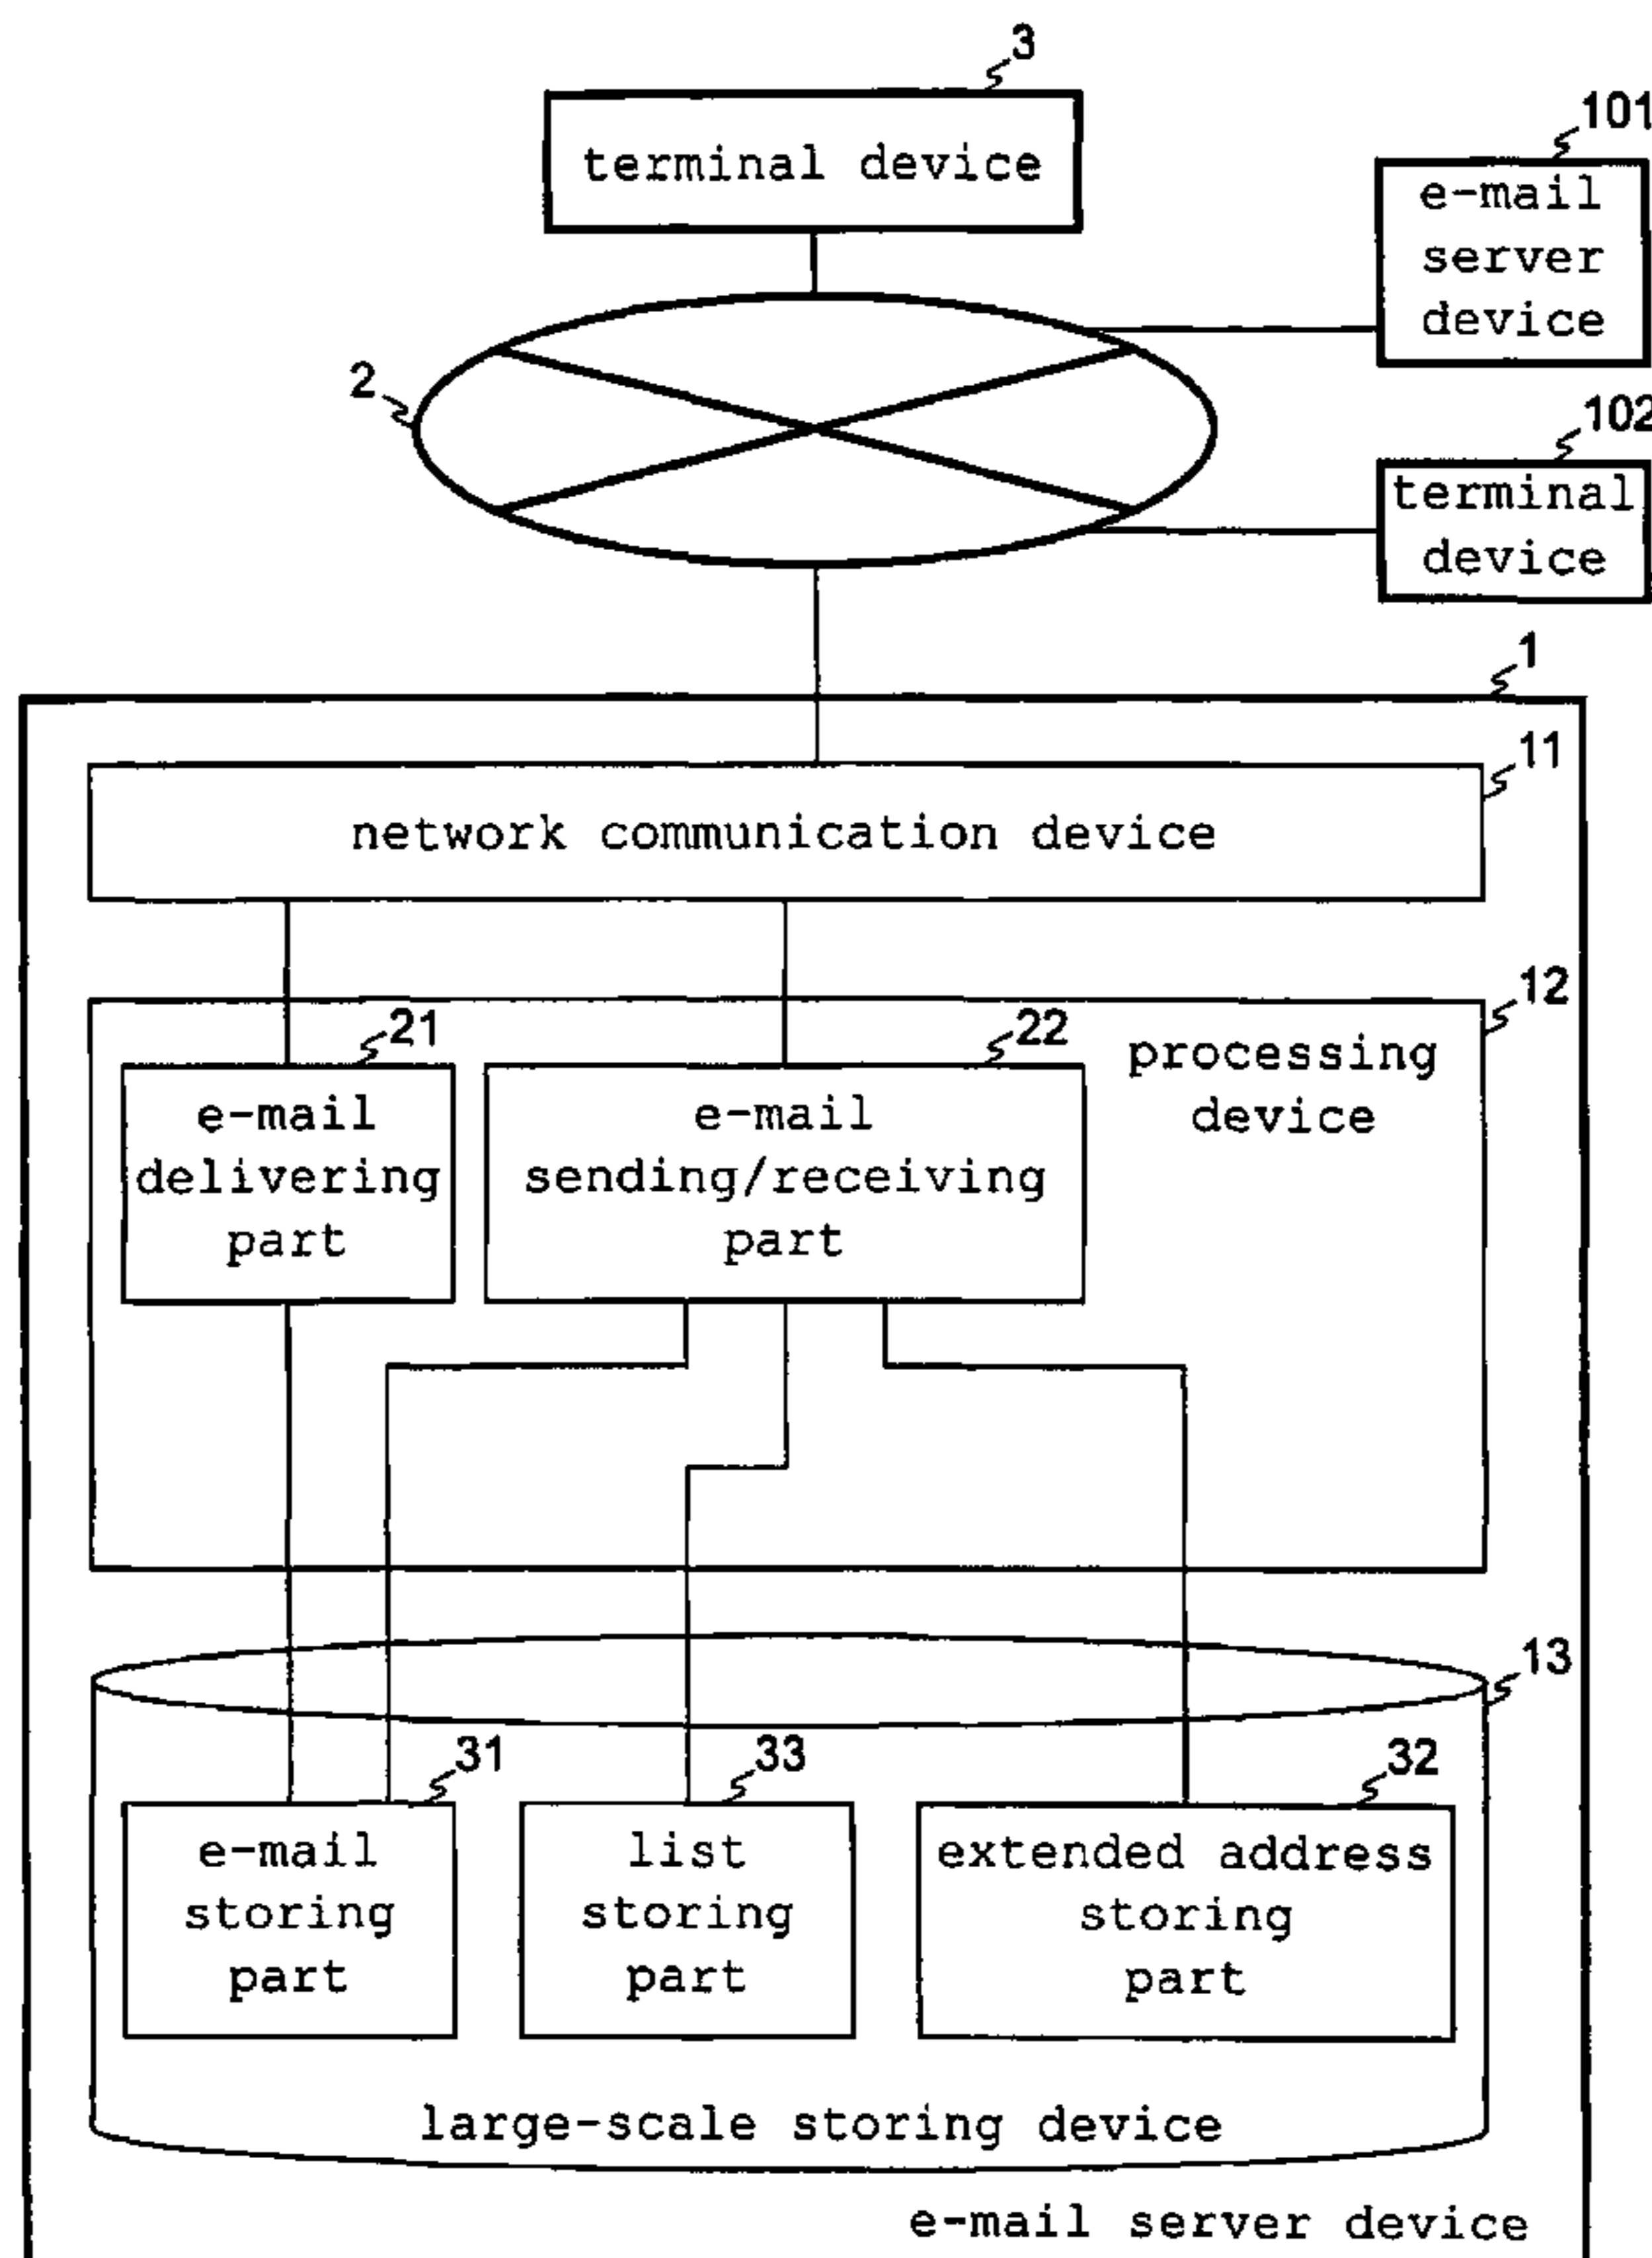 3
terminal device
101
e-mail
server
device
2
102
terminal
device
1
11
network communication device
12
21
22
processing
device
e-mail
delivering
part
e-mail
sending/receiving
part
13
31
33
32
e-mail
storing
part
list
storing
part
extended address
storing
part
large-scale storing device
e-mail server device